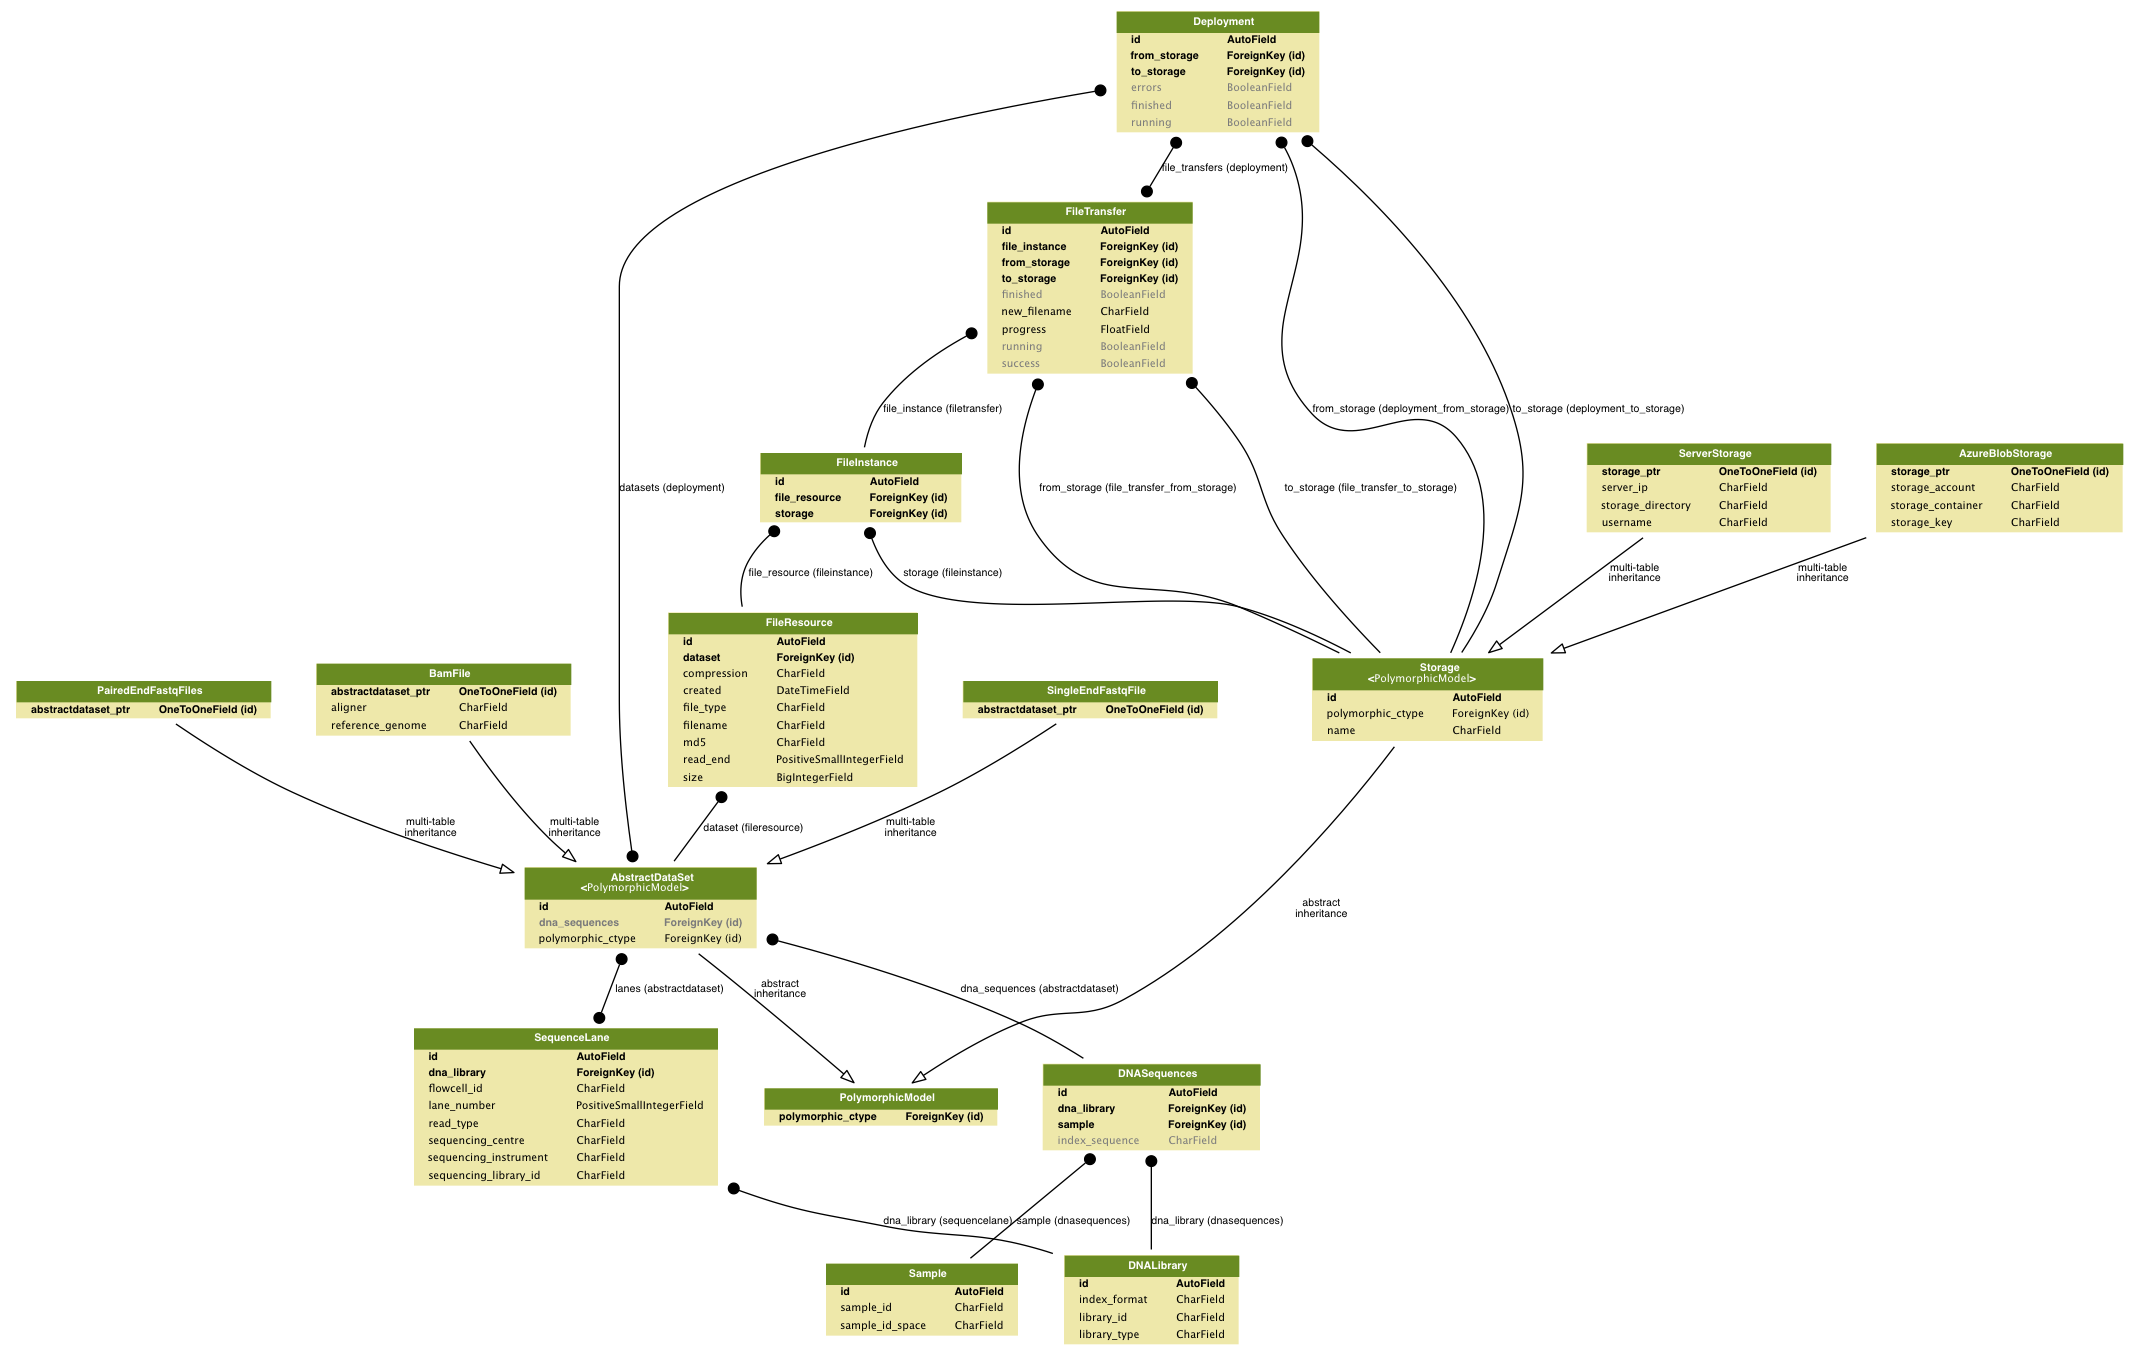 Deployment
id AutoField
from_storage ForeignKey (id)
to_storage ForeignKey (id)
errors BooleanField
finished BooleanField
running BooleanField
file_transfers (deployment)
FileTransfer
id AutoField
file_instance ForeignKey (id)
from_storage ForeignKey (id)
to_storage ForeignKey (id)
finished BooleanField
new_filename CharField
progress FloatField
running BooleanField
success BooleanField
file_instance (filetransfer)
from_storage (deployment_from_storage)
to_storage (deployment_to_storage)
FileInstance
id AutoField
file_resource ForeignKey (id)
storage ForeignKey (id)
datasets (deployment)
from_storage (file_transfer_from_storage)
to_storage (file_transfer_to_storage)
ServerStorage
storage_ptr OneToOneField (id)
server_ip CharField
storage_directory CharField
username CharField
AzureBlobStorage
storage_ptr OneToOneField (id)
storage_account CharField
storage_container CharField
storage_key CharField
file_resource (fileinstance)
storage (fileinstance)
multi-table
inheritance
multi-table
inheritance
FileResource
id AutoField
dataset ForeignKey (id)
compression CharField
created DateTimeField
file_type CharField
filename CharField
md5 CharField
read_end PositiveSmallIntegerField
size BigIntegerField
PairedEndFastqFiles
abstractdataset_ptr OneToOneField (id)
BamFile
abstractdataset_ptr OneToOneField (id)
aligner CharField
reference_genome CharField
SingleEndFastqFile
abstractdataset_ptr OneToOneField (id)
Storage
<PolymorphicModel>
id AutoField
polymorphic_ctype ForeignKey (id)
name CharField
multi-table
inheritance
multi-table
inheritance
dataset (fileresource)
multi-table
inheritance
AbstractDataSet
<PolymorphicModel>
id AutoField
dna_sequences ForeignKey (id)
polymorphic_ctype ForeignKey (id)
abstract
inheritance
lanes (abstractdataset)
abstract
inheritance
dna_sequences (abstractdataset)
SequenceLane
id AutoField
dna_library ForeignKey (id)
flowcell_id CharField
lane_number PositiveSmallIntegerField
read_type CharField
sequencing_centre CharField
sequencing_instrument CharField
sequencing_library_id CharField
PolymorphicModel
polymorphic_ctype ForeignKey (id)
DNASequences
id AutoField
dna_library ForeignKey (id)
sample ForeignKey (id)
index_sequence CharField
dna_library (sequencelane)
sample (dnasequences)
dna_library (dnasequences)
Sample
id AutoField
sample_id CharField
sample_id_space CharField
DNALibrary
id AutoField
index_format CharField
library_id CharField
library_type CharField